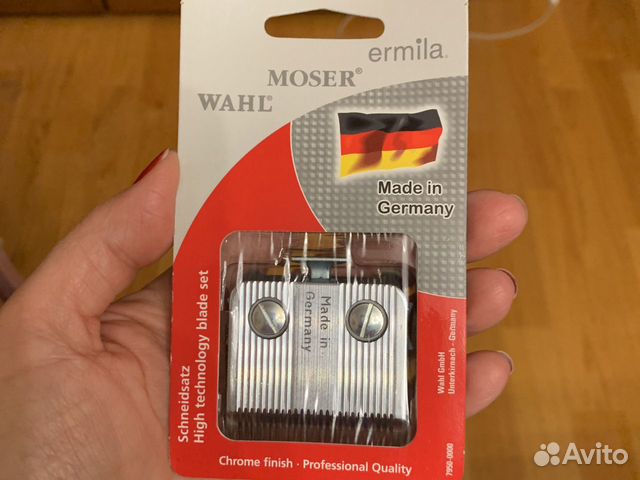 ermila.
MOSER®
WAHL®
Made in
Germany
Made in
Germany
Schneidsatz
High technology blade set
Wahl GmbH
Unterkirnach - Germany
7950-0000
Chrome finish · Professional Quality
Avito